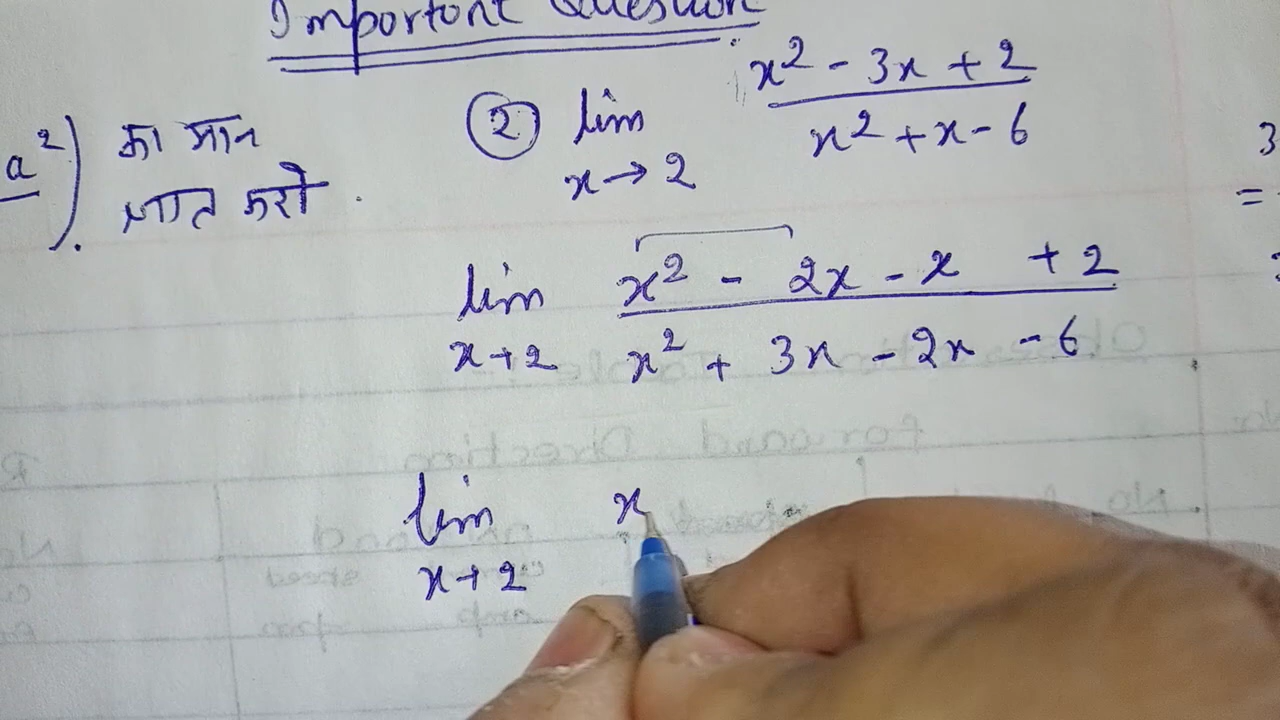 Important Question
a²) का मान
ज्ञात करो.
② lim x² - 3x + 2
x→2 x² + x - 6
lim x² - 2x - x + 2
x→2 x² + 3x - 2x - 6
lim x
x→2
3
=